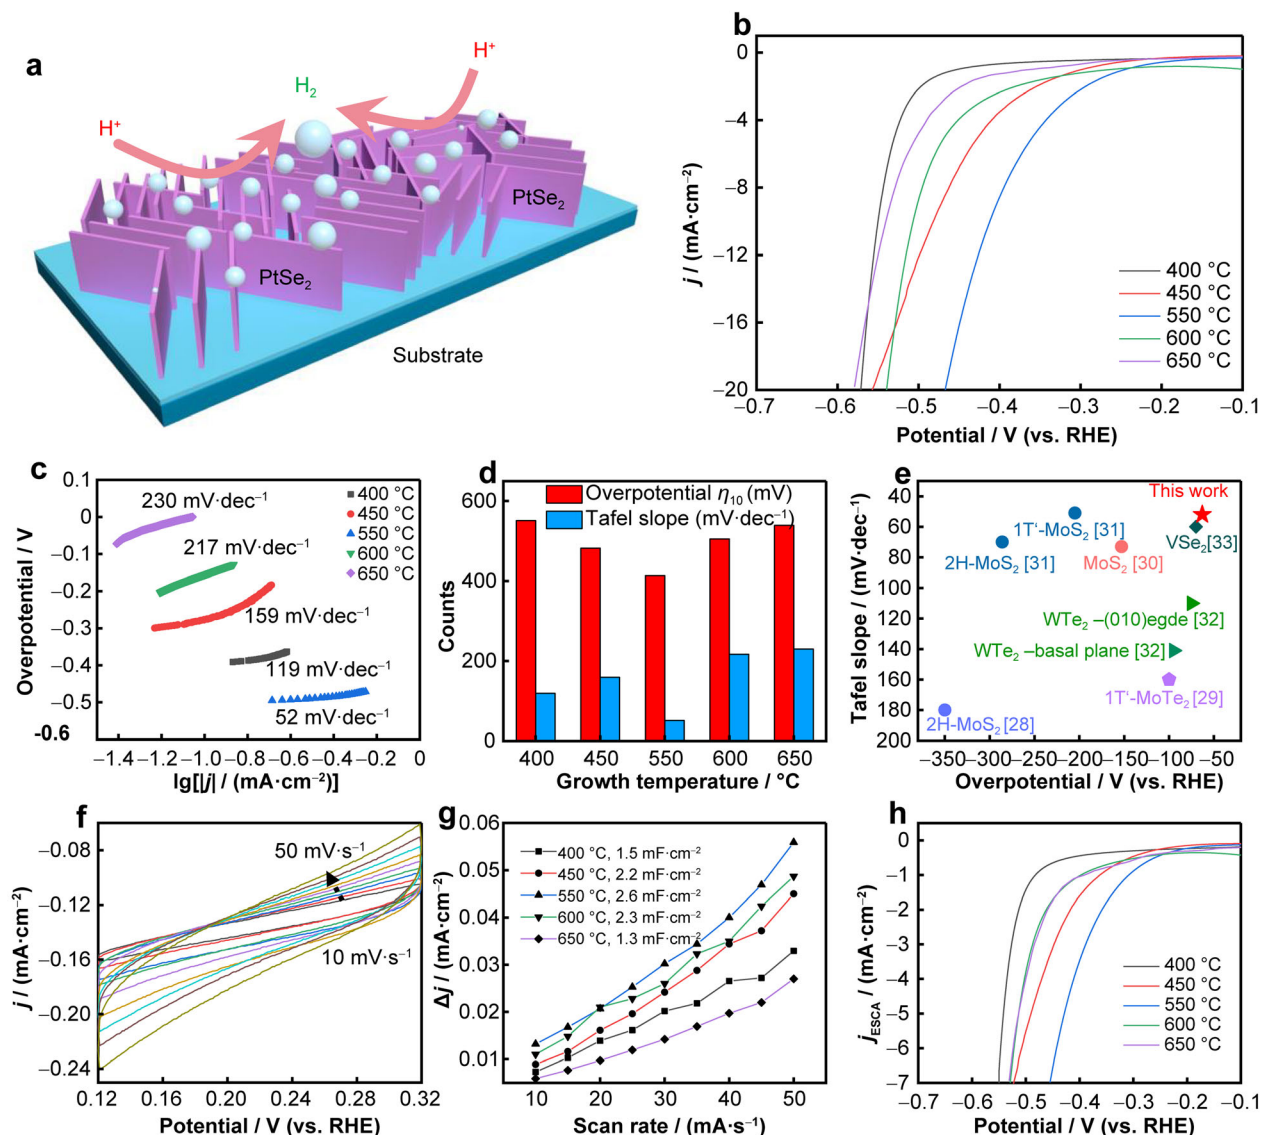 a
H⁺
H₂
H⁺
PtSe₂
PtSe₂
Substrate
b
0
−4
−8
−12
−16
−20
j / (mA·cm⁻²)
400 °C
450 °C
550 °C
600 °C
650 °C
−0.7 −0.6 −0.5 −0.4 −0.3 −0.2 −0.1
Potential / V (vs. RHE)
c
0.1
0
−0.1
−0.2
−0.3
−0.4
−0.5
-0.6
Overpotential / V
230 mV·dec⁻¹
217 mV·dec⁻¹
159 mV·dec⁻¹
119 mV·dec⁻¹
52 mV·dec⁻¹
400 °C
450 °C
550 °C
600 °C
650 °C
−1.4 −1.2 −1.0 −0.8 −0.6 −0.4 −0.2 0
lg[|j| / (mA·cm⁻²)]
d
600
400
200
0
Counts
Overpotential η₁₀ (mV)
Tafel slope (mV·dec⁻¹)
400 450 550 600 650
Growth temperature / °C
e
40
60
80
100
120
140
160
180
200
Tafel slope / (mV·dec⁻¹)
This work
1T‘-MoS₂ [31]
VSe₂[33]
2H-MoS₂ [31]
MoS₂ [30]
WTe₂ –(010)egde [32]
WTe₂ –basal plane [32]
1T‘-MoTe₂ [29]
2H-MoS₂ [28]
−350 −300 −250 −200 −150 −100 −50
Overpotential / V (vs. RHE)
f
−0.08
−0.12
−0.16
−0.20
−0.24
j / (mA·cm⁻²)
50 mV·s⁻¹
10 mV·s⁻¹
0.12 0.16 0.20 0.24 0.28 0.32
Potential / V (vs. RHE)
g
0.06
0.05
0.04
0.03
0.02
0.01
Δj / (mA·cm⁻²)
400 °C, 1.5 mF·cm⁻²
450 °C, 2.2 mF·cm⁻²
550 °C, 2.6 mF·cm⁻²
600 °C, 2.3 mF·cm⁻²
650 °C, 1.3 mF·cm⁻²
10 20 30 40 50
Scan rate / (mA·s⁻¹)
h
0
−1
−2
−3
−4
−5
−6
−7
jESCA / (mA·cm⁻²)
400 °C
450 °C
550 °C
600 °C
650 °C
−0.7 −0.6 −0.5 −0.4 −0.3 −0.2 −0.1
Potential / V (vs. RHE)